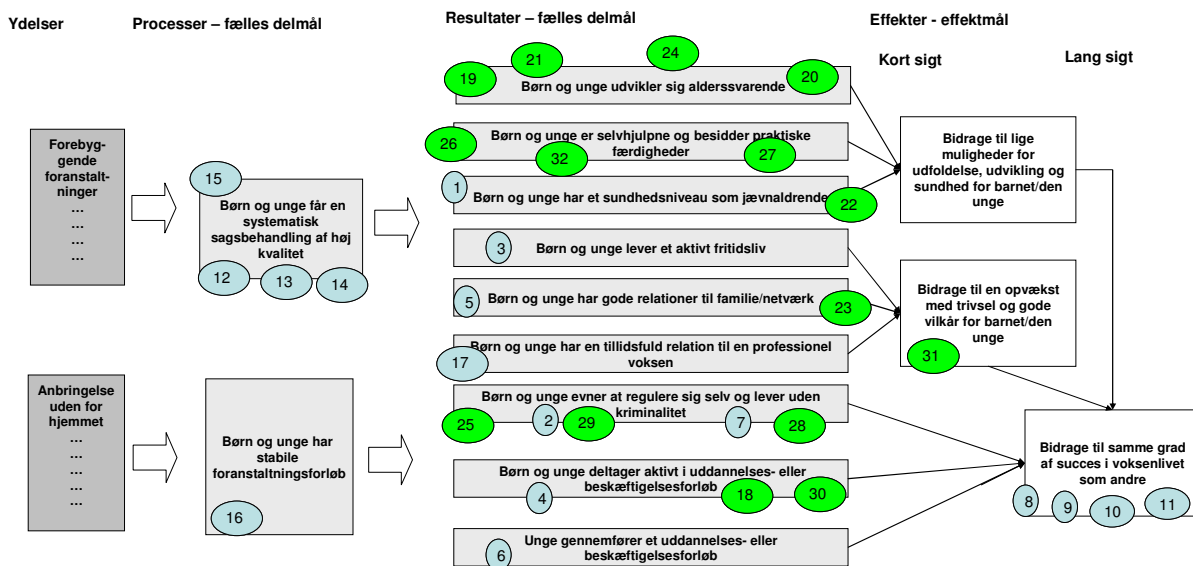 Ydelser
Processer – fælles delmål
Resultater – fælles delmål
Effekter - effektmål
Kort sigt
Lang sigt
Forebyg-
gende
foranstalt-
ninger
…
…
…
…
15
Børn og unge får en
systematisk
sagsbehandling af høj
kvalitet
12
13
14
19
21
24
20
Børn og unge udvikler sig alderssvarende
26
Børn og unge er selvhjulpne og besidder praktiske
færdigheder
32
27
1
Børn og unge har et sundhedsniveau som jævnaldrende
22
3
Børn og unge lever et aktivt fritidsliv
5
Børn og unge har gode relationer til familie/netværk
23
Børn og unge har en tillidsfuld relation til en professionel
voksen
17
Bidrage til lige
muligheder for
udfoldelse, udvikling og
sundhed for barnet/den
unge
Bidrage til en opvækst
med trivsel og gode
vilkår for barnet/den
unge
31
Anbringelse
uden for
hjemmet
…
…
…
…
…
Børn og unge har
stabile
foranstaltningsforløb
16
Børn og unge evner at regulere sig selv og lever uden
kriminalitet
25
2
29
7
28
Børn og unge deltager aktivt i uddannelses- eller
beskæftigelsesforløb
4
18
30
Unge gennemfører et uddannelses- eller
beskæftigelsesforløb
6
Bidrage til samme grad
af succes i voksenlivet
som andre
8
9
10
11